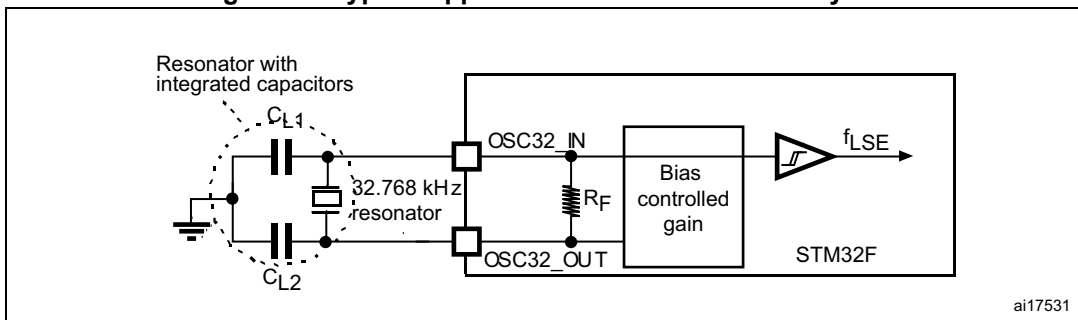 Resonator with
integrated capacitors
CL1
OSC32_IN
fLSE
Bias
controlled
gain
32.768 kHz
resonator
RF
STM32F
OSC32_OUT
CL2
ai17531